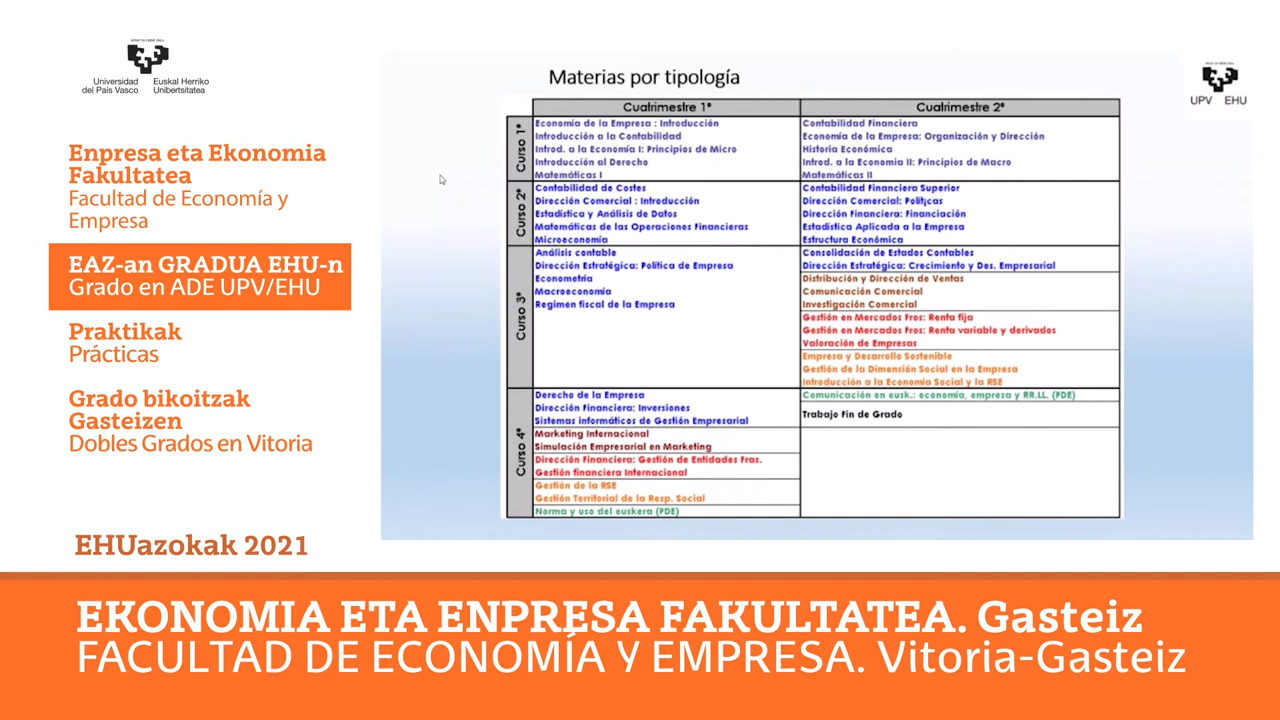 eman ta zabal zazu
Universidad
del País Vasco
Euskal Herriko
Unibertsitatea
Enpresa eta Ekonomia
Fakultatea
Facultad de Economía y
Empresa
EAZ-an GRADUA EHU-n
Grado en ADE UPV/EHU
Praktikak
Prácticas
Grado bikoitzak
Gasteizen
Dobles Grados en Vitoria
EHUazokak 2021
Materias por tipología
UPV EHU
Cuatrimestre 1º
Cuatrimestre 2º
Curso 1º
Economía de la Empresa : Introducción
Introducción a la Contabilidad
Introd. a la Economía I: Principios de Micro
Introducción al Derecho
Matemáticas I
Contabilidad Financiera
Economía de la Empresa: Organización y Dirección
Historia Económica
Introd. a la Economía II: Principios de Macro
Matemáticas II
Curso 2º
Contabilidad de Costes
Dirección Comercial : Introducción
Estadística y Análisis de Datos
Matemáticas de las Operaciones Financieras
Microeconomía
Contabilidad Financiera Superior
Dirección Comercial: Políticas
Dirección Financiera: Financiación
Estadística Aplicada a la Empresa
Estructura Económica
Curso 3º
Análisis contable
Dirección Estratégica: Política de Empresa
Econometría
Macroeconomía
Regimen fiscal de la Empresa
Consolidación de Estados Contables
Dirección Estratégica: Crecimiento y Des. Empresarial
Distribución y Dirección de Ventas
Comunicación Comercial
Investigación Comercial
Gestión en Mercados Fros: Renta fija
Gestión en Mercados Fros: Renta variable y derivados
Valoración de Empresas
Empresa y Desarrollo Sostenible
Gestión de la Dimensión Social en la Empresa
Introducción a la Economía Social y la RSE
Curso 4º
Derecho de la Empresa
Dirección Financiera: Inversiones
Sistemas informáticos de Gestión Empresarial
Marketing Internacional
Simulación Empresarial en Marketing
Dirección Financiera: Gestión de Entidades Fras.
Gestión financiera Internacional
Gestión de la RSE
Gestión Territorial de la Resp. Social
Norma y uso del euskera (PDE)
Comunicación en eusk.: economía, empresa y RR.LL. (PDE)
Trabajo Fin de Grado
EKONOMIA ETA ENPRESA FAKULTATEA. Gasteiz
FACULTAD DE ECONOMÍA Y EMPRESA. Vitoria-Gasteiz